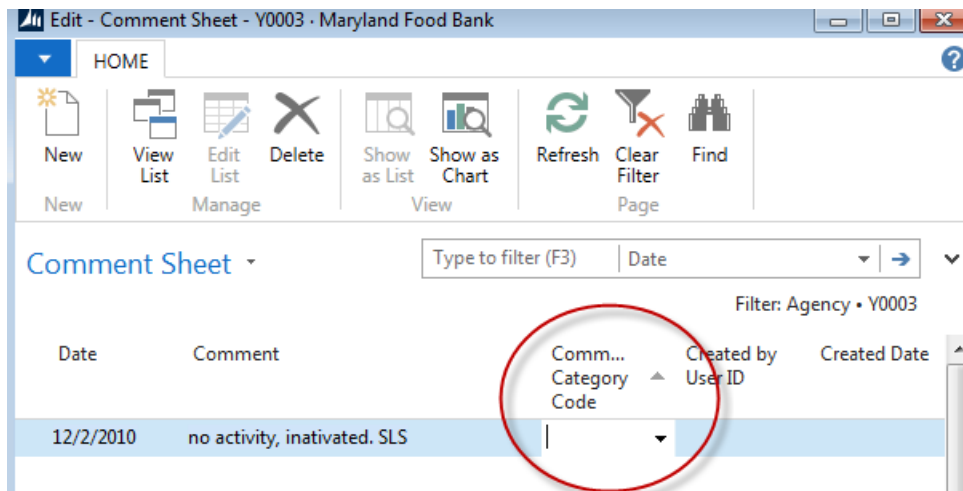 Edit - Comment Sheet - Y0003 · Maryland Food Bank
HOME
New
View List
Edit List
Delete
Show as List
Show as Chart
Refresh
Clear Filter
Find
New
Manage
View
Page
Comment Sheet
Type to filter (F3)
Date
Filter: Agency • Y0003
Date
Comment
Comm... Category Code
Created by User ID
Created Date
12/2/2010
no activity, inativated. SLS